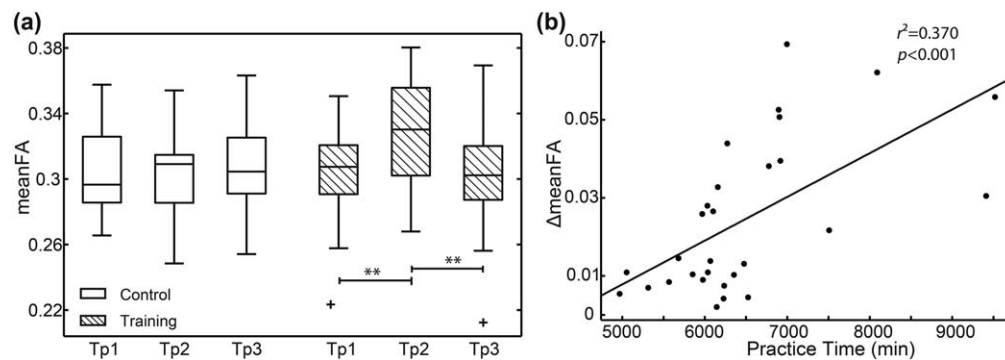 (a)
meanFA
0.38
0.34
0.3
0.26
0.22
**
**
Control
Training
Tp1 Tp2 Tp3 Tp1 Tp2 Tp3
(b)
r²=0.370
p<0.001
ΔmeanFA
0.07
0.05
0.03
0.01
0
5000 6000 7000 8000 9000
Practice Time (min)